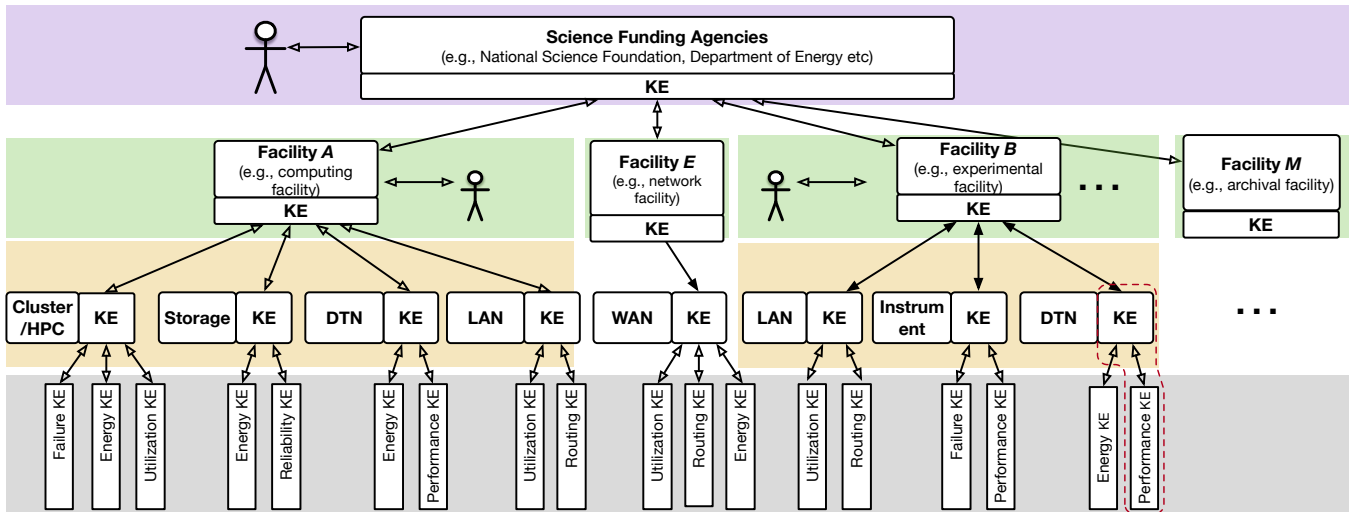 Science Funding Agencies
(e.g., National Science Foundation, Department of Energy etc)
KE
Facility A
(e.g., computing
facility)
KE
Facility E
(e.g., network
facility)
KE
Facility B
(e.g., experimental
facility)
KE
...
Facility M
(e.g., archival facility)
KE
Cluster
/HPC
KE
Storage
KE
DTN
KE
LAN
KE
WAN
KE
LAN
KE
Instrum
ent
KE
DTN
KE
...
Failure KE
Energy KE
Utilization KE
Energy KE
Reliability KE
Energy KE
Performance KE
Utilization KE
Routing KE
Utilization KE
Routing KE
Energy KE
Utilization KE
Routing KE
Failure KE
Performance KE
Energy KE
Performance KE